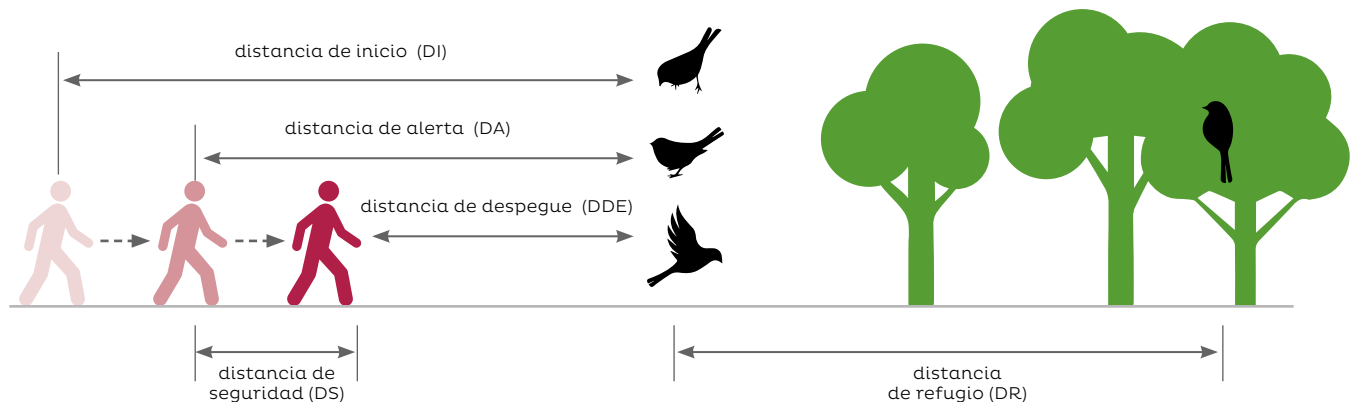 distancia de inicio (DI)
distancia de alerta (DA)
distancia de despegue (DDE)
distancia de
seguridad (DS)
distancia
de refugio (DR)